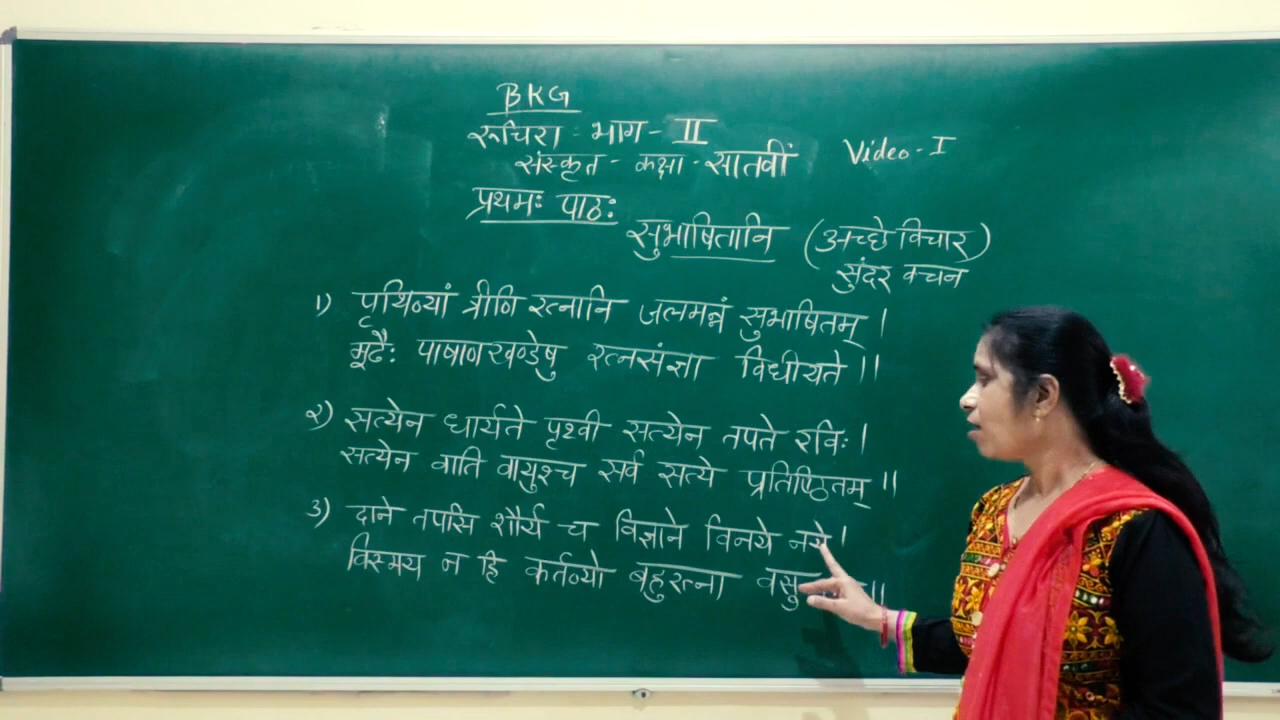 BKG
रूचिरा - भाग - II
संस्कृत - कक्षा - सातवीं
Video - I
प्रथमः पाठः
सुभाषितानि (अच्छे विचार)
सुंदर वचन
1) पृथिव्यां त्रीणि रत्नानि जलमन्नं सुभाषितम् ।
मूढैः पाषाणखण्डेषु रत्नसंज्ञा विधीयते ।।
२) सत्येन धार्यते पृथ्वी सत्येन तपते रविः ।
सत्येन वाति वायुश्च सर्व सत्ये प्रतिष्ठितम् ।।
3) दाने तपसि शौर्ये च विज्ञाने विनये नये ।
विस्मय न हि कर्तव्यो बहुरत्ना ।।